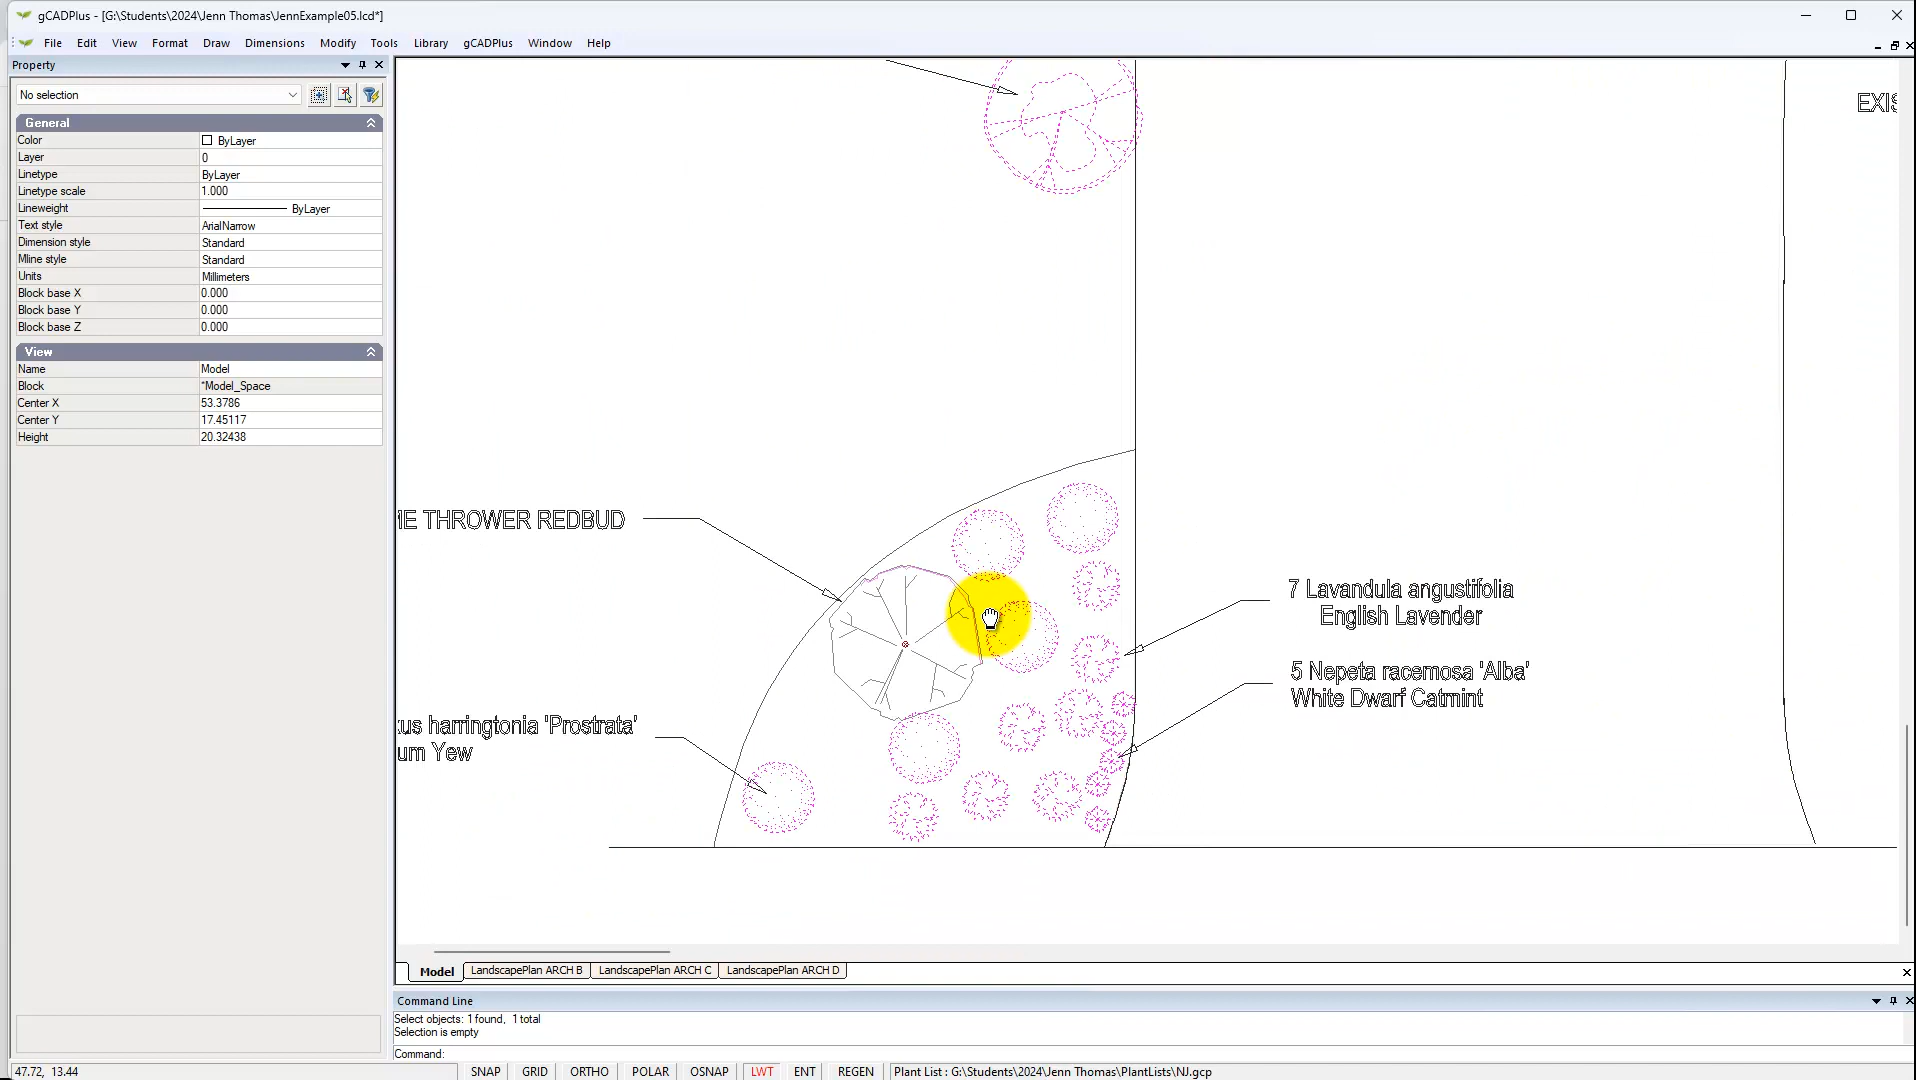 gCADPlus - [G:\Students\2024\Jenn Thomas\JennExample05.lcd*]
File Edit View Format Draw Dimensions Modify Tools Library gCADPlus Window Help
Property
No selection
General
Color ByLayer
Layer 0
Linetype ByLayer
Linetype scale 1.000
Lineweight ByLayer
Text style ArialNarrow
Dimension style Standard
Mline style Standard
Units Millimeters
Block base X 0.000
Block base Y 0.000
Block base Z 0.000
View
Name Model
Block *Model_Space
Center X 53.3786
Center Y 17.45117
Height 20.32438
THROWER REDBUD
harringtonia 'Prostrata'
Yew
7 Lavandula angustifolia
English Lavender
5 Nepeta racemosa 'Alba'
White Dwarf Catmint
Model LandscapePlan ARCH B LandscapePlan ARCH C LandscapePlan ARCH D
Command Line
Select objects: 1 found, 1 total
Selection is empty
Command:
47.72, 13.44 SNAP GRID ORTHO POLAR OSNAP LWT ENT REGEN Plant List : G:\Students\2024\Jenn Thomas\PlantLists\NJ.gcp